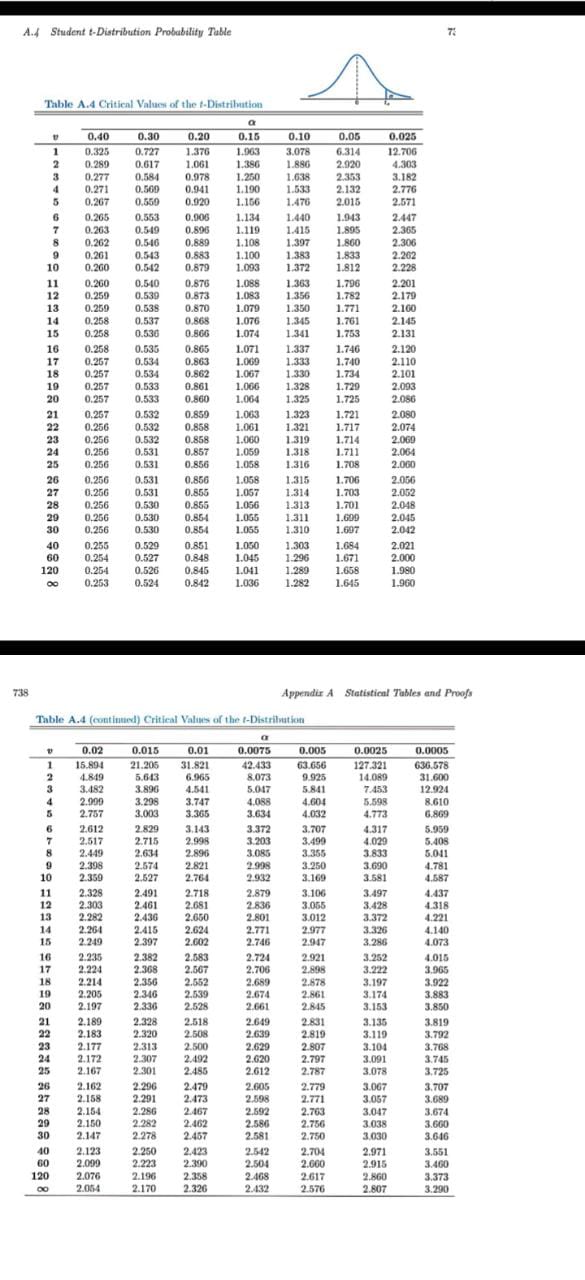 A.4 Student t-Distribution Probability Table
Table A.4 Critical Values of the t-Distribution
α
v 0.40 0.30 0.20 0.15 0.10 0.05 0.025
1 0.325 0.727 1.376 1.963 3.078 6.314 12.706
2 0.289 0.617 1.061 1.386 1.886 2.920 4.303
3 0.277 0.584 0.978 1.250 1.638 2.353 3.182
4 0.271 0.569 0.941 1.190 1.533 2.132 2.776
5 0.267 0.559 0.920 1.156 1.476 2.015 2.571
6 0.265 0.553 0.906 1.134 1.440 1.943 2.447
7 0.263 0.549 0.896 1.119 1.415 1.895 2.365
8 0.262 0.546 0.889 1.108 1.397 1.860 2.306
9 0.261 0.543 0.883 1.100 1.383 1.833 2.262
10 0.260 0.542 0.879 1.093 1.372 1.812 2.228
11 0.260 0.540 0.876 1.088 1.363 1.796 2.201
12 0.259 0.539 0.873 1.083 1.356 1.782 2.179
13 0.259 0.538 0.870 1.079 1.350 1.771 2.160
14 0.258 0.537 0.868 1.076 1.345 1.761 2.145
15 0.258 0.536 0.866 1.074 1.341 1.753 2.131
16 0.258 0.535 0.865 1.071 1.337 1.746 2.120
17 0.257 0.534 0.863 1.069 1.333 1.740 2.110
18 0.257 0.534 0.862 1.067 1.330 1.734 2.101
19 0.257 0.533 0.861 1.066 1.328 1.729 2.093
20 0.257 0.533 0.860 1.064 1.325 1.725 2.086
21 0.257 0.532 0.859 1.063 1.323 1.721 2.080
22 0.256 0.532 0.858 1.061 1.321 1.717 2.074
23 0.256 0.532 0.858 1.060 1.319 1.714 2.069
24 0.256 0.531 0.857 1.059 1.318 1.711 2.064
25 0.256 0.531 0.856 1.058 1.316 1.708 2.060
26 0.256 0.531 0.856 1.058 1.315 1.706 2.056
27 0.256 0.531 0.855 1.057 1.314 1.703 2.052
28 0.256 0.530 0.855 1.056 1.313 1.701 2.048
29 0.256 0.530 0.854 1.055 1.311 1.699 2.045
30 0.256 0.530 0.854 1.055 1.310 1.697 2.042
40 0.255 0.529 0.851 1.050 1.303 1.684 2.021
60 0.254 0.527 0.848 1.045 1.296 1.671 2.000
120 0.254 0.526 0.845 1.041 1.289 1.658 1.980
∞ 0.253 0.524 0.842 1.036 1.282 1.645 1.960
738 Appendix A Statistical Tables and Proofs
Table A.4 (continued) Critical Values of the t-Distribution
α
v 0.02 0.015 0.01 0.0075 0.005 0.0025 0.0005
1 15.894 21.205 31.821 42.433 63.656 127.321 636.578
2 4.849 5.643 6.965 8.073 9.925 14.089 31.600
3 3.482 3.896 4.541 5.047 5.841 7.453 12.924
4 2.999 3.298 3.747 4.088 4.604 5.598 8.610
5 2.757 3.003 3.365 3.634 4.032 4.773 6.869
6 2.612 2.829 3.143 3.372 3.707 4.317 5.959
7 2.517 2.715 2.998 3.203 3.499 4.029 5.408
8 2.449 2.634 2.896 3.085 3.355 3.833 5.041
9 2.398 2.574 2.821 2.998 3.250 3.690 4.781
10 2.359 2.527 2.764 2.932 3.169 3.581 4.587
11 2.328 2.491 2.718 2.879 3.106 3.497 4.437
12 2.303 2.461 2.681 2.836 3.055 3.428 4.318
13 2.282 2.436 2.650 2.801 3.012 3.372 4.221
14 2.264 2.415 2.624 2.771 2.977 3.326 4.140
15 2.249 2.397 2.602 2.746 2.947 3.286 4.073
16 2.235 2.382 2.583 2.724 2.921 3.252 4.015
17 2.224 2.368 2.567 2.706 2.898 3.222 3.965
18 2.214 2.356 2.552 2.689 2.878 3.197 3.922
19 2.205 2.346 2.539 2.674 2.861 3.174 3.883
20 2.197 2.336 2.528 2.661 2.845 3.153 3.850
21 2.189 2.328 2.518 2.649 2.831 3.135 3.819
22 2.183 2.320 2.508 2.639 2.819 3.119 3.792
23 2.177 2.313 2.500 2.629 2.807 3.104 3.768
24 2.172 2.307 2.492 2.620 2.797 3.091 3.745
25 2.167 2.301 2.485 2.612 2.787 3.078 3.725
26 2.162 2.296 2.479 2.605 2.779 3.067 3.707
27 2.158 2.291 2.473 2.598 2.771 3.057 3.689
28 2.154 2.286 2.467 2.592 2.763 3.047 3.674
29 2.150 2.282 2.462 2.586 2.756 3.038 3.660
30 2.147 2.278 2.457 2.581 2.750 3.030 3.646
40 2.123 2.250 2.423 2.542 2.704 2.971 3.551
60 2.099 2.223 2.390 2.504 2.660 2.915 3.460
120 2.076 2.196 2.358 2.468 2.617 2.860 3.373
∞ 2.054 2.170 2.326 2.432 2.576 2.807 3.290